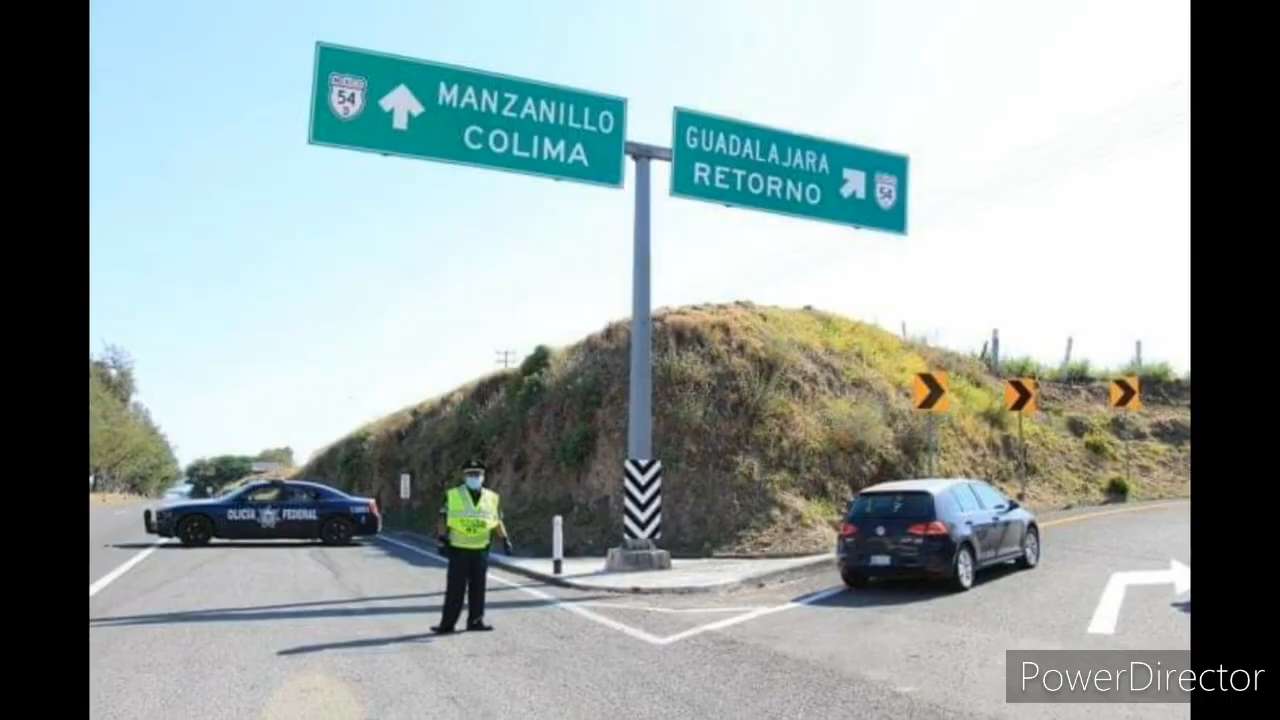 MANZANILLO
COLIMA
54
D
GUADALAJARA
RETORNO
54
OLICIA FEDERAL
PowerDirector